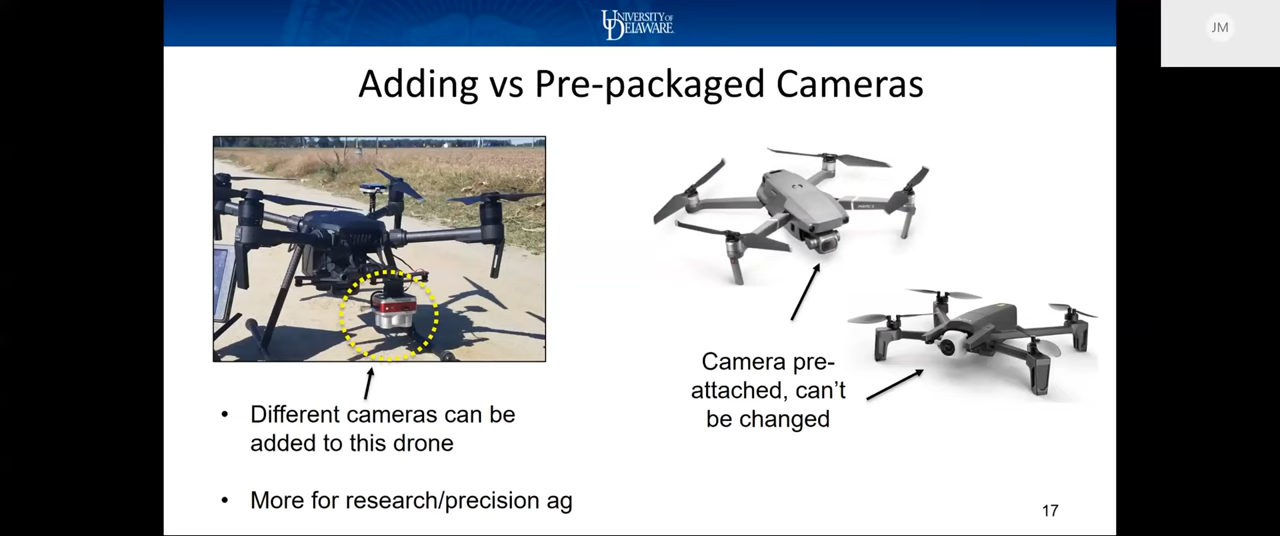 UNIVERSITY OF
DELAWARE
JM
Adding vs Pre-packaged Cameras
Camera pre-
attached, can’t
be changed
• Different cameras can be
added to this drone
• More for research/precision ag
17